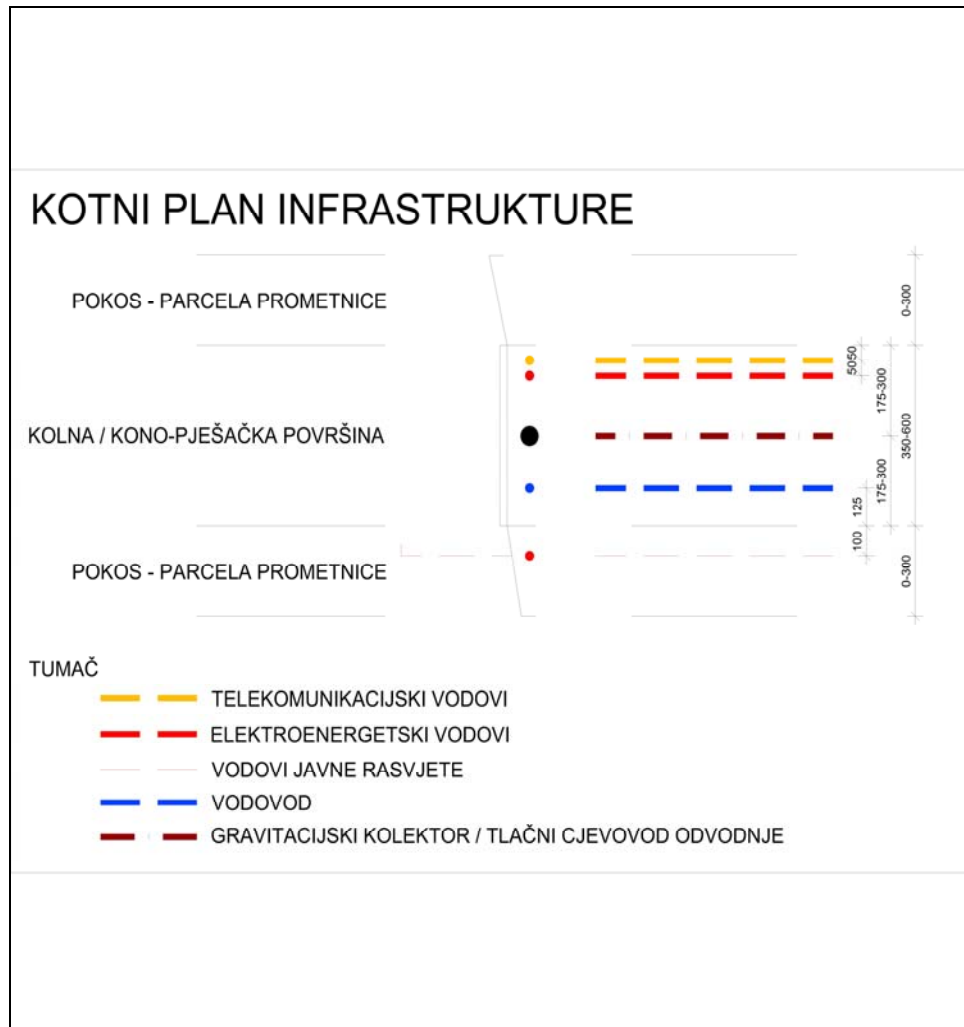 KOTNI PLAN INFRASTRUKTURE
POKOS - PARCELA PROMETNICE
0-300
5050
175-300
KOLNA / KONO-PJEŠAČKA POVRŠINA
350-600
175-300
125
100
POKOS - PARCELA PROMETNICE
0-300
TUMAČ
TELEKOMUNIKACIJSKI VODOVI
ELEKTROENERGETSKI VODOVI
VODOVI JAVNE RASVJETE
VODOVOD
GRAVITACIJSKI KOLEKTOR / TLAČNI CJEVOVOD ODVODNJE